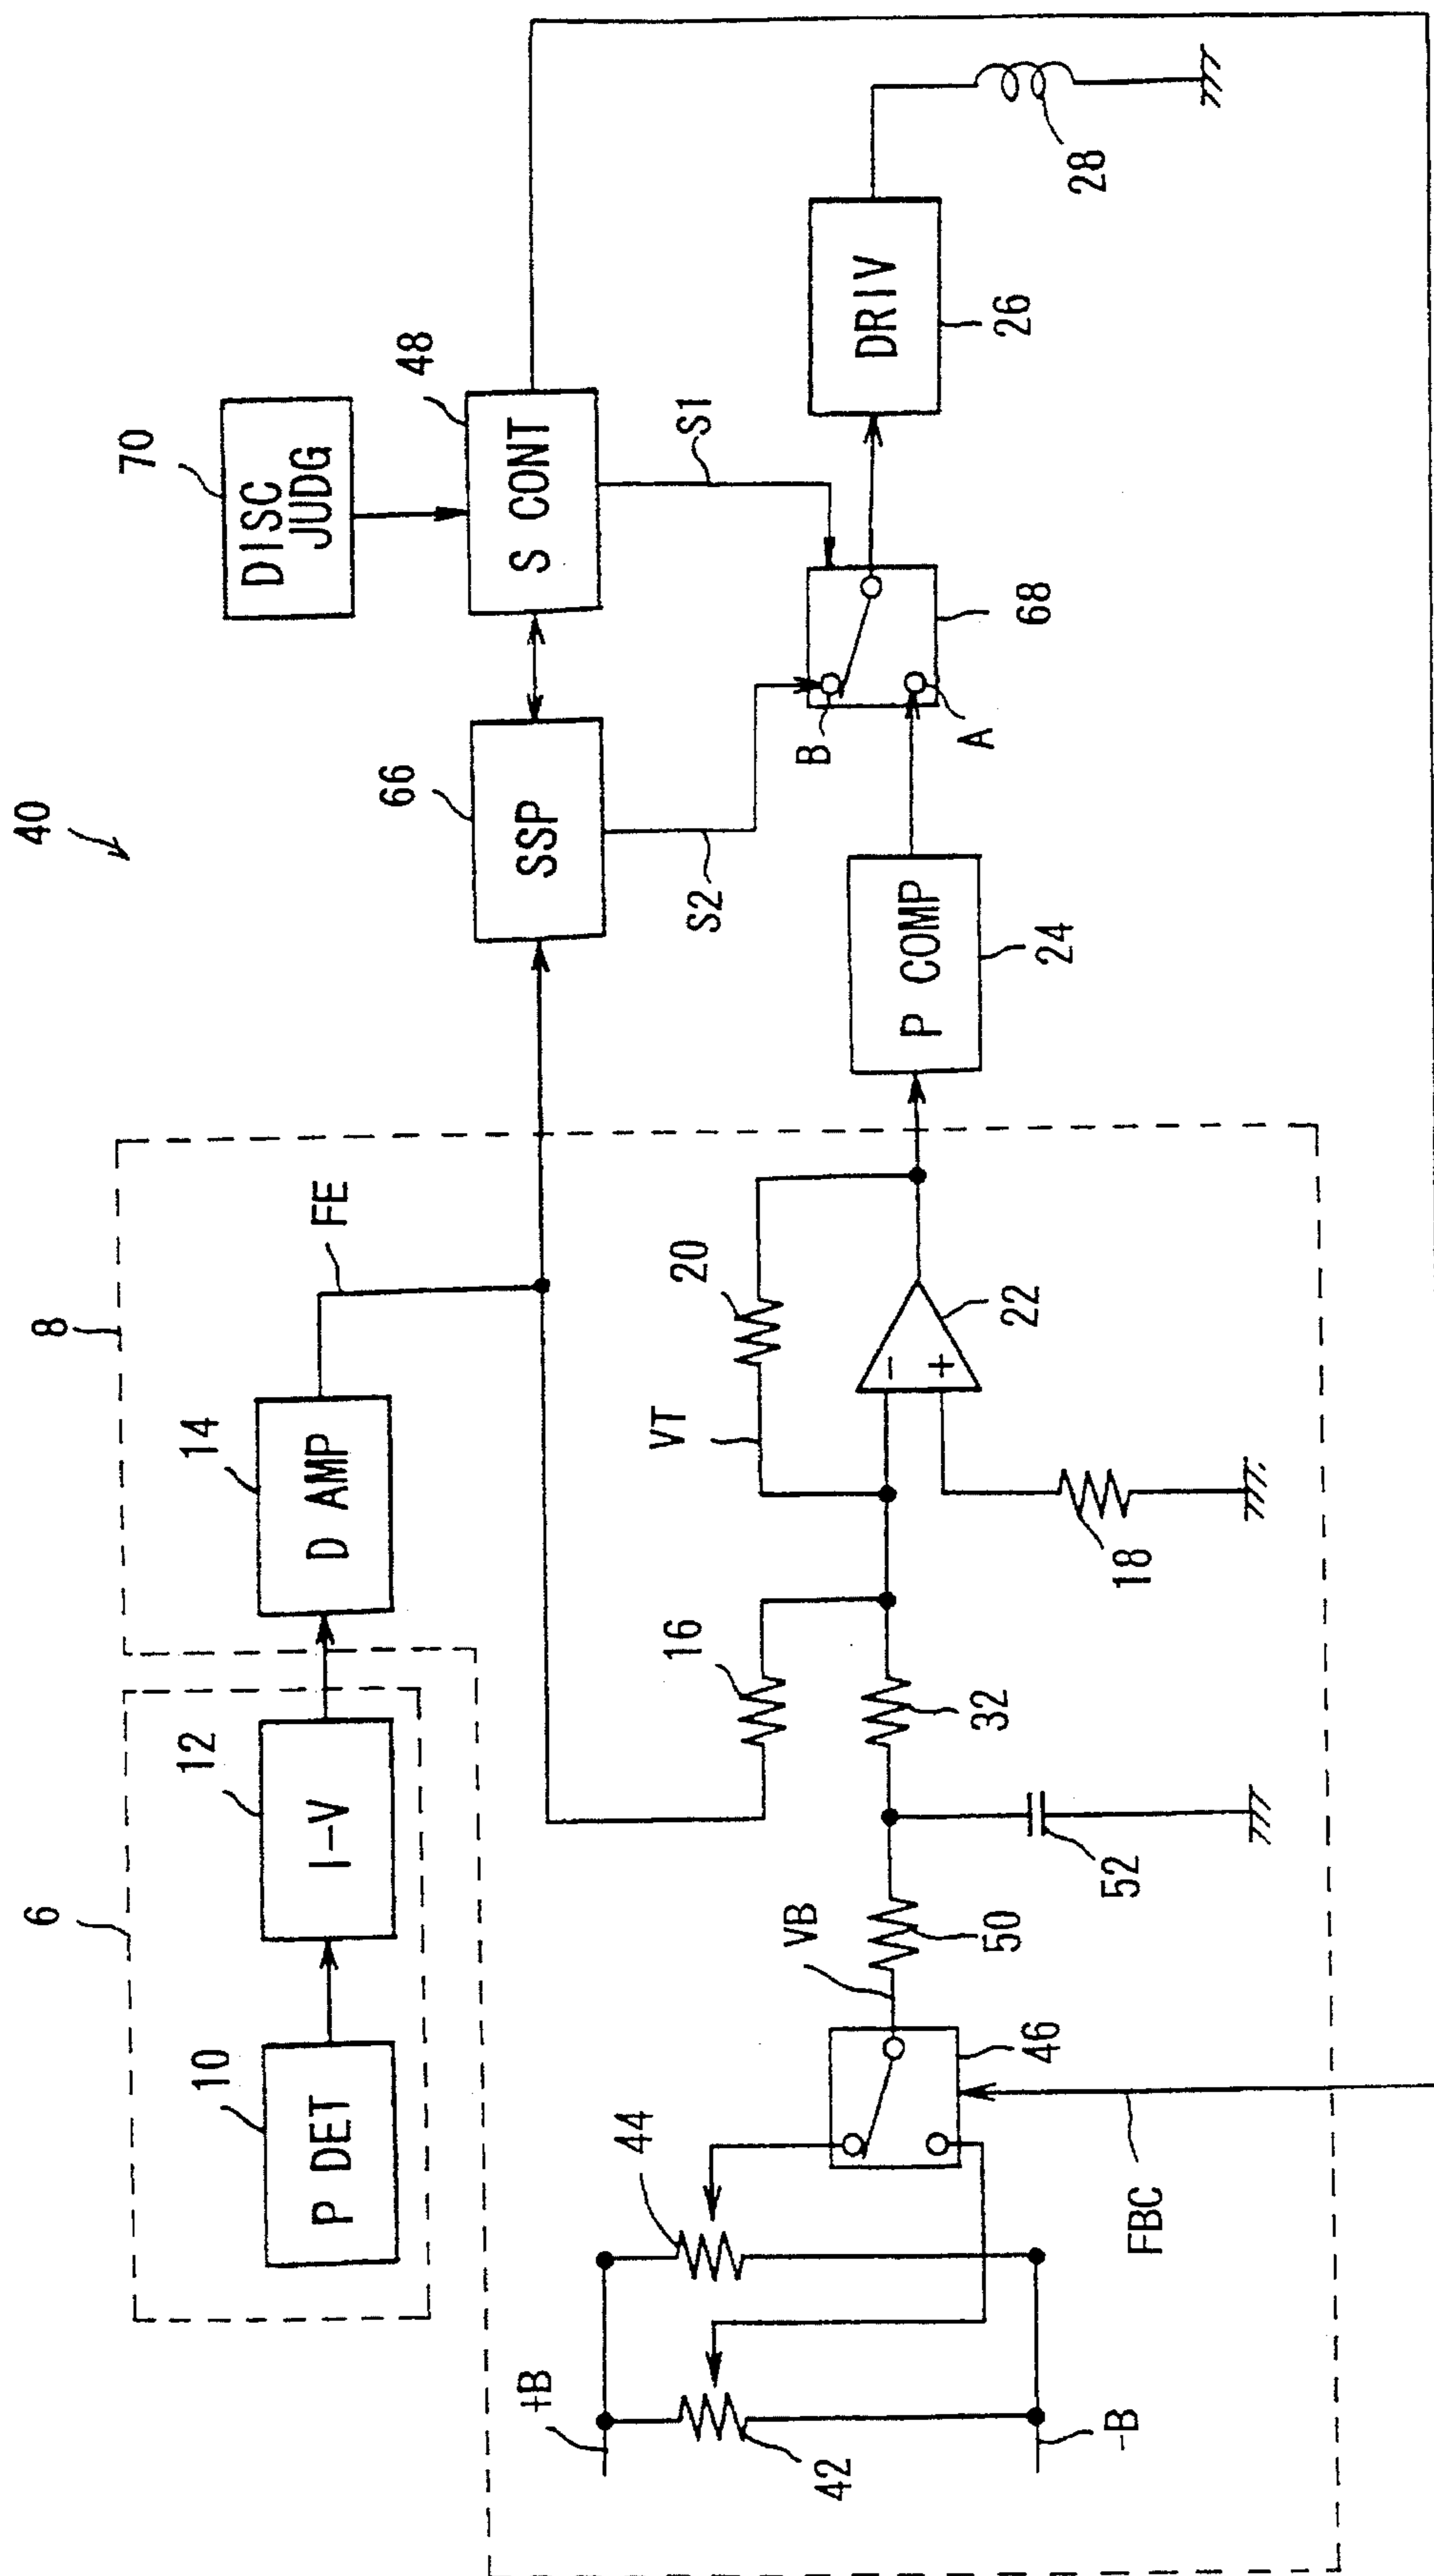 40
8
6
10
P DET
12
I-V
14
D AMP
FE
70
DISC
JUDG
66
SSP
48
S CONT
S1
S2
B
A
68
26
DRIV
28
24
P COMP
20
VT
22
-
+
18
16
32
50
52
VB
46
44
42
+B
-B
FBC